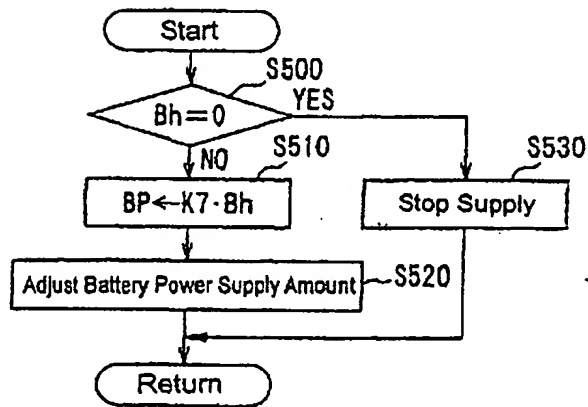 Start
S500
Bh=0
YES
NO
S510
S530
BP←K7·Bh
Stop Supply
Adjust Battery Power Supply Amount
S520
Return